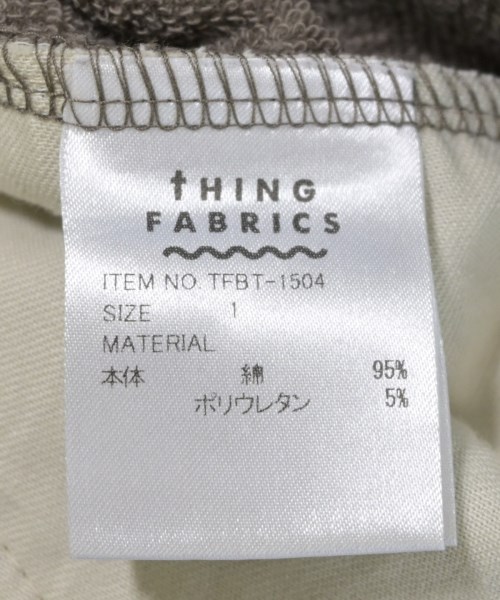 tHING
FABRICS
ITEM NO. TFBT-1504
SIZE 1
MATERIAL
本体 綿 95%
ポリウレタン 5%